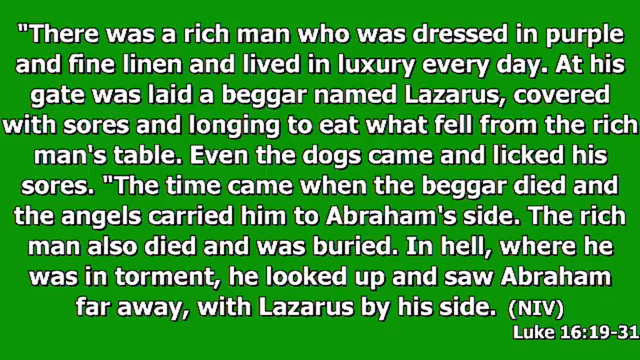 "There was a rich man who was dressed in purple
and fine linen and lived in luxury every day. At his
gate was laid a beggar named Lazarus, covered
with sores and longing to eat what fell from the rich
man's table. Even the dogs came and licked his
sores. "The time came when the beggar died and
the angels carried him to Abraham's side. The rich
man also died and was buried. In hell, where he
was in torment, he looked up and saw Abraham
far away, with Lazarus by his side. (NIV)
Luke 16:19-31